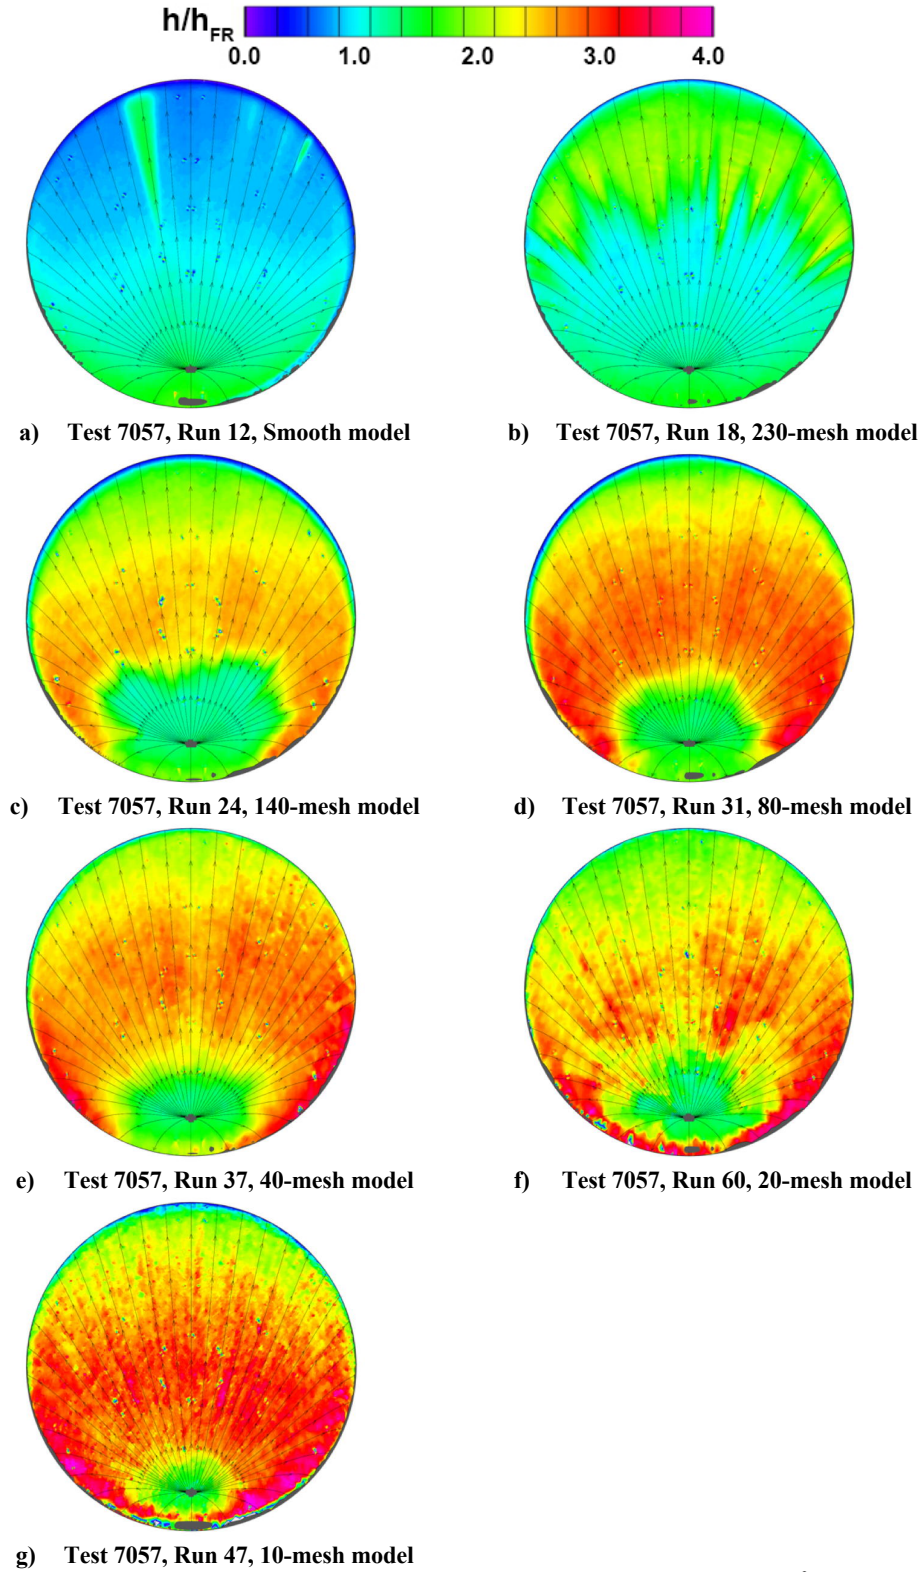 h/hFR
0.0 1.0 2.0 3.0 4.0
a) Test 7057, Run 12, Smooth model
b) Test 7057, Run 18, 230-mesh model
c) Test 7057, Run 24, 140-mesh model
d) Test 7057, Run 31, 80-mesh model
e) Test 7057, Run 37, 40-mesh model
f) Test 7057, Run 60, 20-mesh model
g) Test 7057, Run 47, 10-mesh model